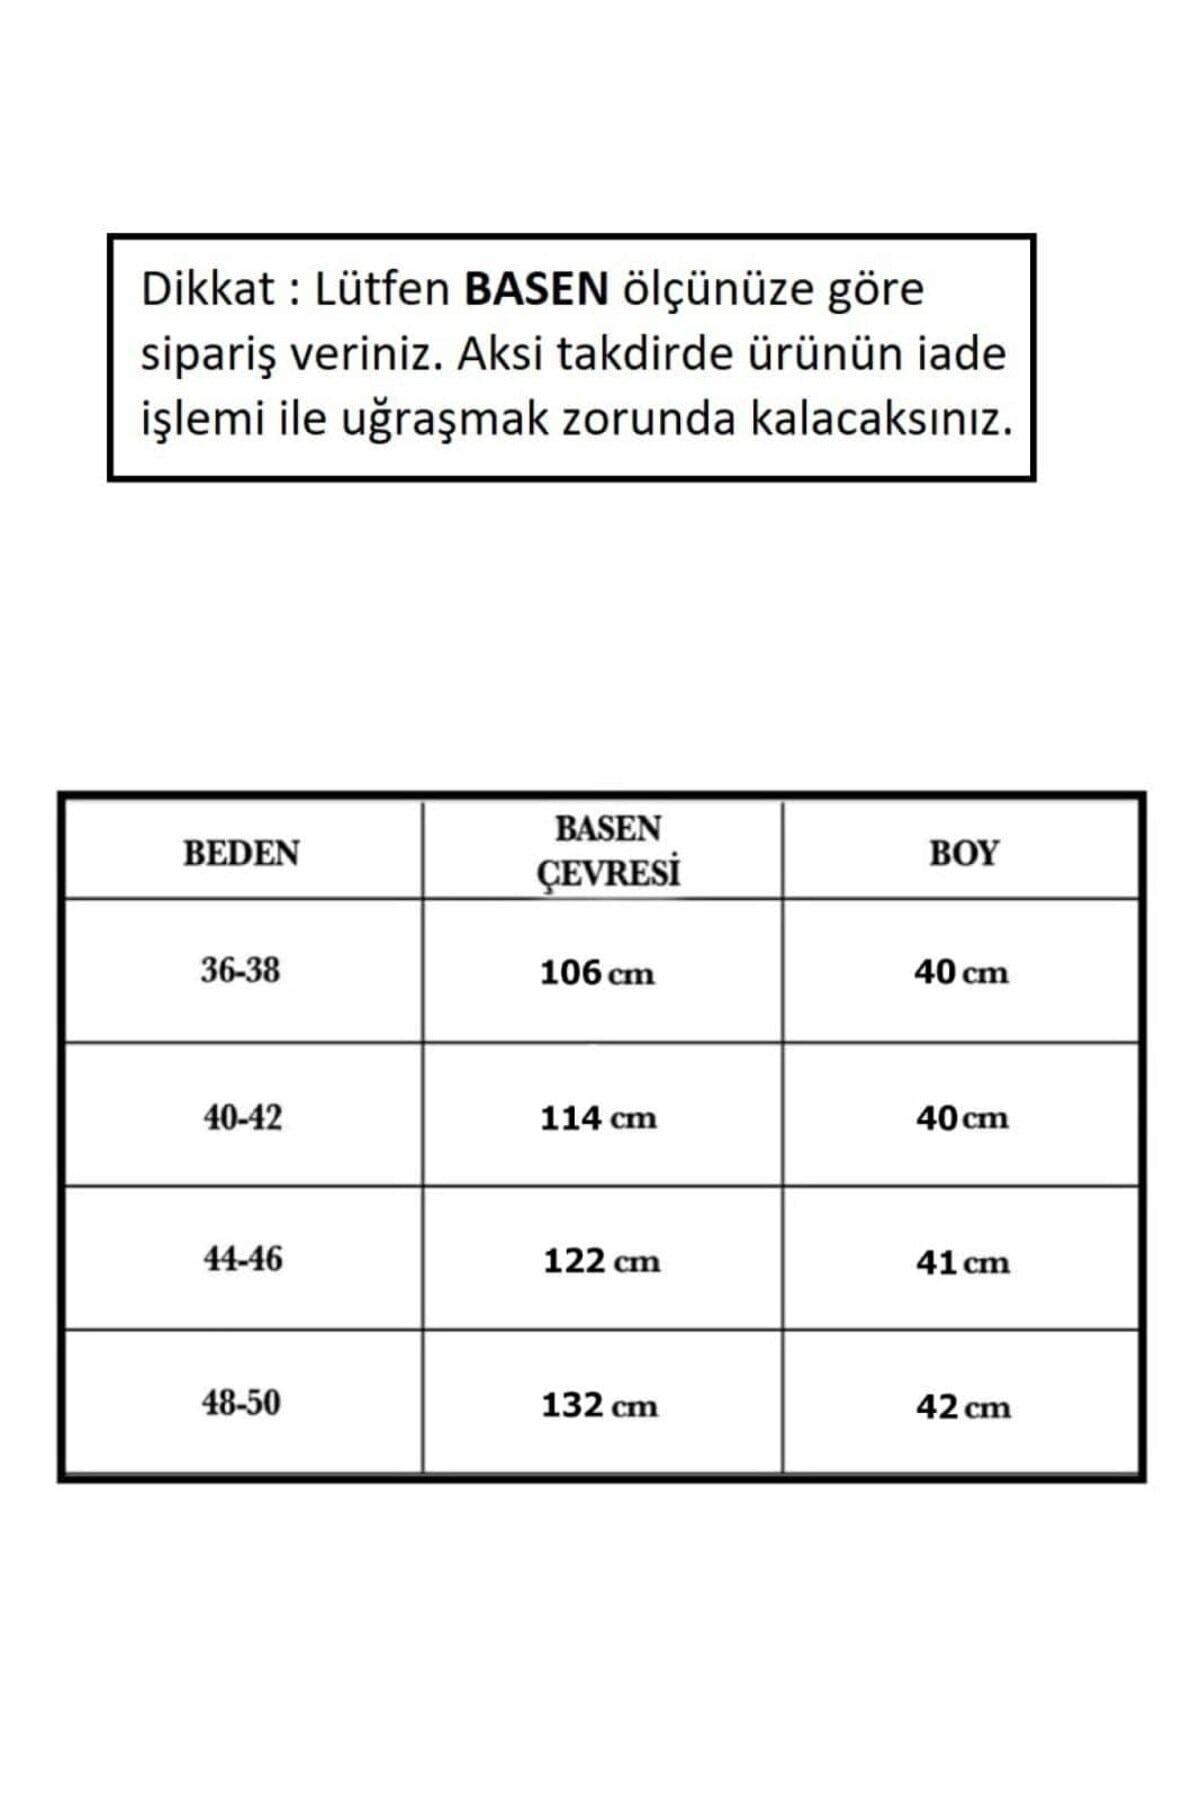 Dikkat : Lütfen BASEN ölçünüze göre
sipariş veriniz. Aksi takdirde ürünün iade
işlemi ile uğraşmak zorunda kalacaksınız.
BEDEN BASEN ÇEVRESİ BOY
36-38 106 cm 40 cm
40-42 114 cm 40 cm
44-46 122 cm 41 cm
48-50 132 cm 42 cm